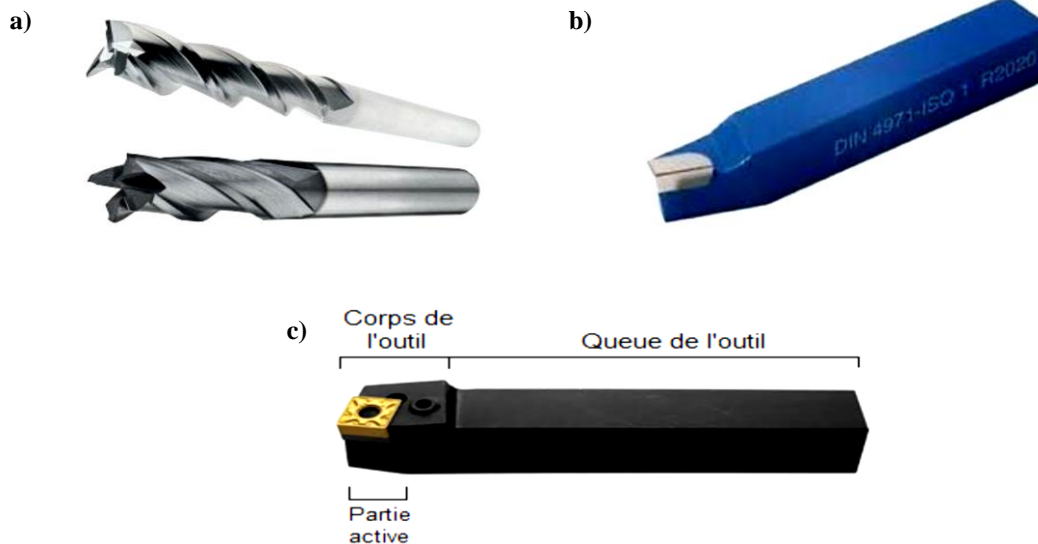 a)
b)
DIN 4971-ISO 1 R2020
c)
Corps de
l'outil
Queue de l'outil
Partie
active